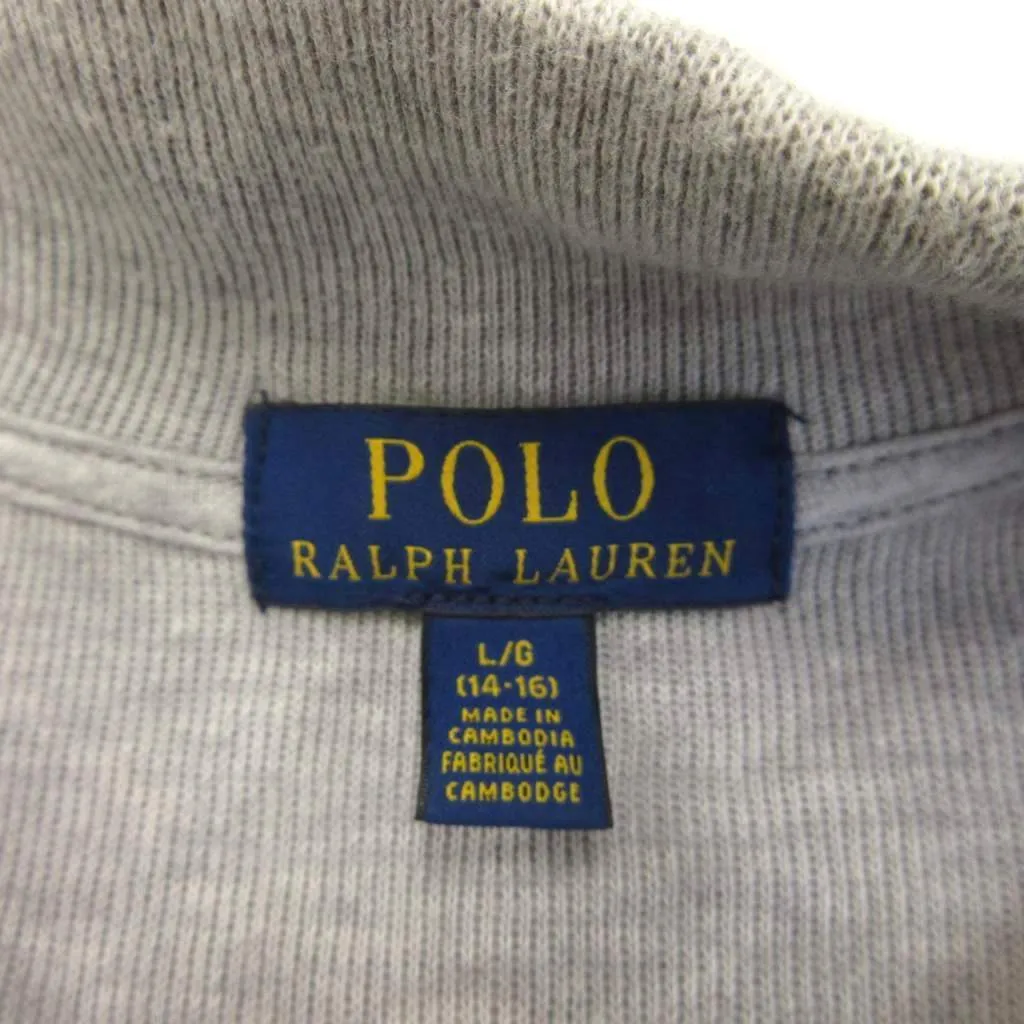 POLO
RALPH LAUREN
L/G
(14-16)
MADE IN
CAMBODIA
FABRIQUÉ AU
CAMBODGE